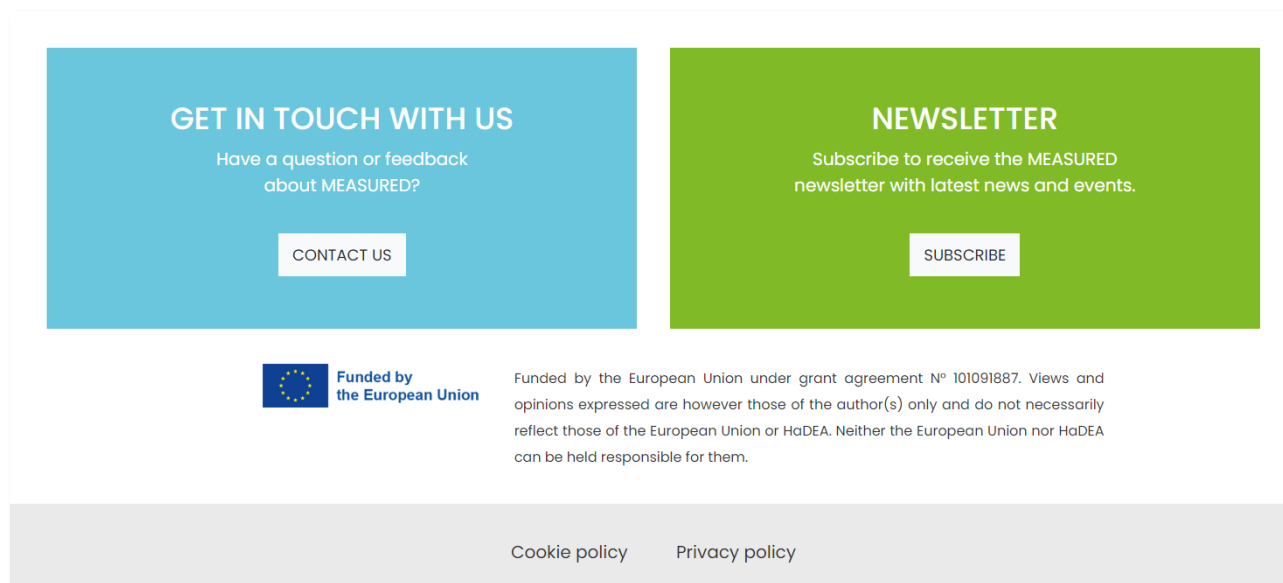 GET IN TOUCH WITH US
Have a question or feedback
about MEASURED?
CONTACT US
NEWSLETTER
Subscribe to receive the MEASURED
newsletter with latest news and events.
SUBSCRIBE
Funded by
the European Union
Funded by the European Union under grant agreement Nº 101091887. Views and
opinions expressed are however those of the author(s) only and do not necessarily
reflect those of the European Union or HaDEA. Neither the European Union nor HaDEA
can be held responsible for them.
Cookie policy
Privacy policy